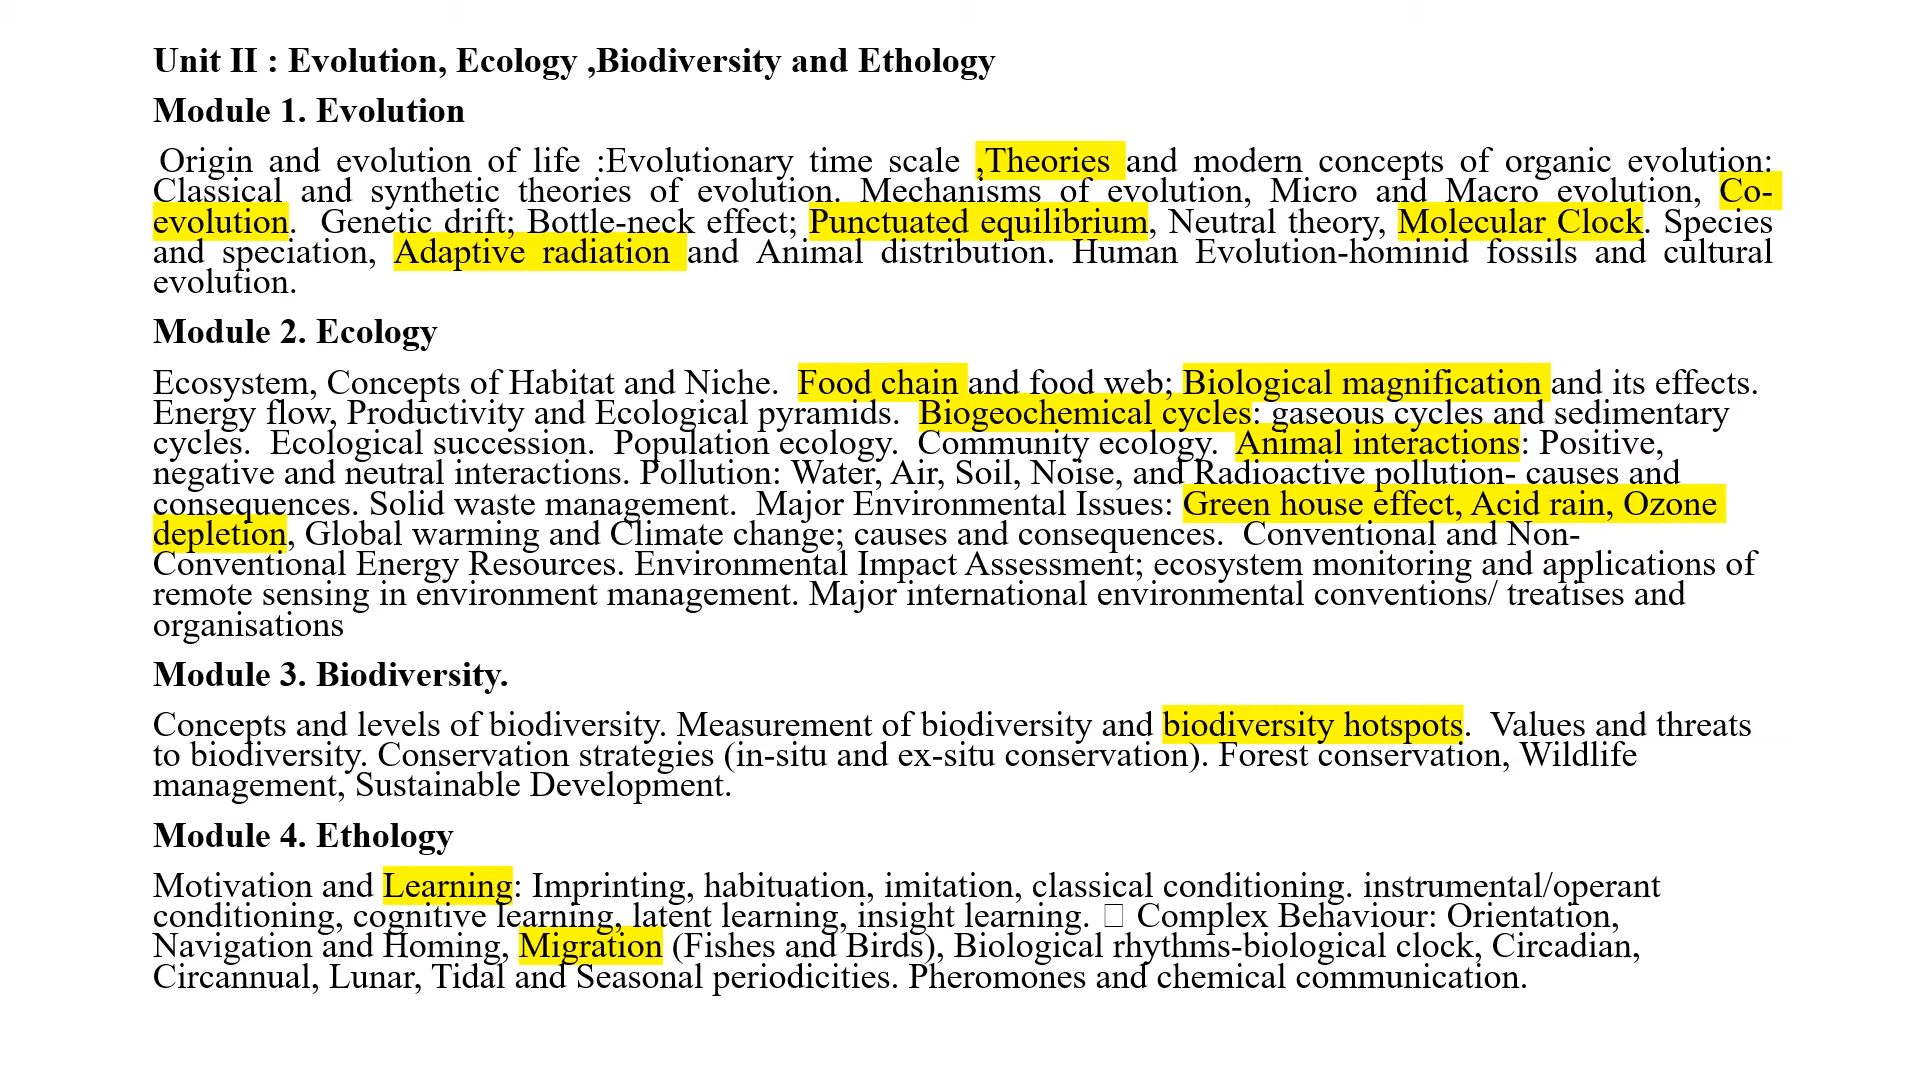 Unit II : Evolution, Ecology ,Biodiversity and Ethology
Module 1. Evolution
Origin and evolution of life :Evolutionary time scale ,Theories and modern concepts of organic evolution:
Classical and synthetic theories of evolution. Mechanisms of evolution, Micro and Macro evolution, Co-
evolution. Genetic drift; Bottle-neck effect; Punctuated equilibrium, Neutral theory, Molecular Clock. Species
and speciation, Adaptive radiation and Animal distribution. Human Evolution-hominid fossils and cultural
evolution.
Module 2. Ecology
Ecosystem, Concepts of Habitat and Niche. Food chain and food web; Biological magnification and its effects.
Energy flow, Productivity and Ecological pyramids. Biogeochemical cycles: gaseous cycles and sedimentary
cycles. Ecological succession. Population ecology. Community ecology. Animal interactions: Positive,
negative and neutral interactions. Pollution: Water, Air, Soil, Noise, and Radioactive pollution- causes and
consequences. Solid waste management. Major Environmental Issues: Green house effect, Acid rain, Ozone
depletion, Global warming and Climate change; causes and consequences. Conventional and Non-
Conventional Energy Resources. Environmental Impact Assessment; ecosystem monitoring and applications of
remote sensing in environment management. Major international environmental conventions/ treatises and
organisations
Module 3. Biodiversity.
Concepts and levels of biodiversity. Measurement of biodiversity and biodiversity hotspots. Values and threats
to biodiversity. Conservation strategies (in-situ and ex-situ conservation). Forest conservation, Wildlife
management, Sustainable Development.
Module 4. Ethology
Motivation and Learning: Imprinting, habituation, imitation, classical conditioning. instrumental/operant
conditioning, cognitive learning, latent learning, insight learning. Complex Behaviour: Orientation,
Navigation and Homing, Migration (Fishes and Birds), Biological rhythms-biological clock, Circadian,
Circannual, Lunar, Tidal and Seasonal periodicities. Pheromones and chemical communication.